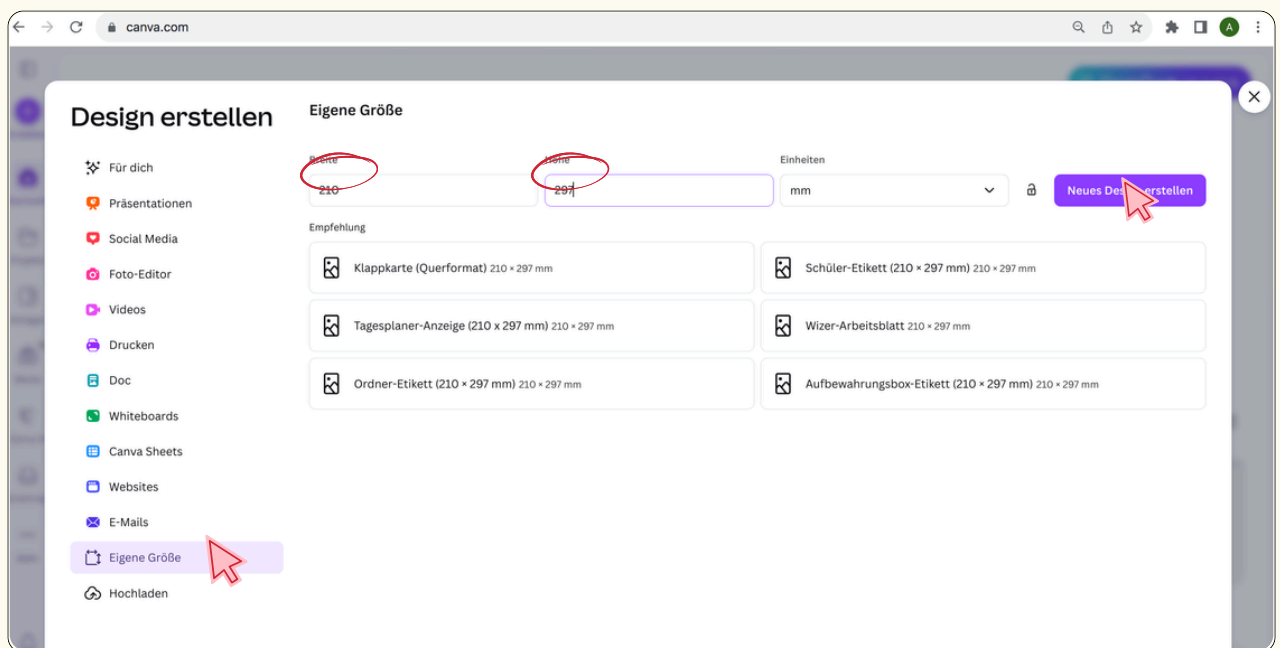 canva.com
A
Design erstellen
Für dich
Präsentationen
Social Media
Foto-Editor
Videos
Drucken
Doc
Whiteboards
Canva Sheets
Websites
E-Mails
Eigene Größe
Hochladen
Eigene Größe
Breite Höhe Einheiten
210 297 mm Neues erstellen
Empfehlung
Klappkarte (Querformat) 210 × 297 mm
Schüler-Etikett (210 × 297 mm) 210 × 297 mm
Tagesplaner-Anzeige (210 x 297 mm) 210 × 297 mm
Wizer-Arbeitsblatt 210 × 297 mm
Ordner-Etikett (210 × 297 mm) 210 × 297 mm
Aufbewahrungsbox-Etikett (210 × 297 mm) 210 × 297 mm